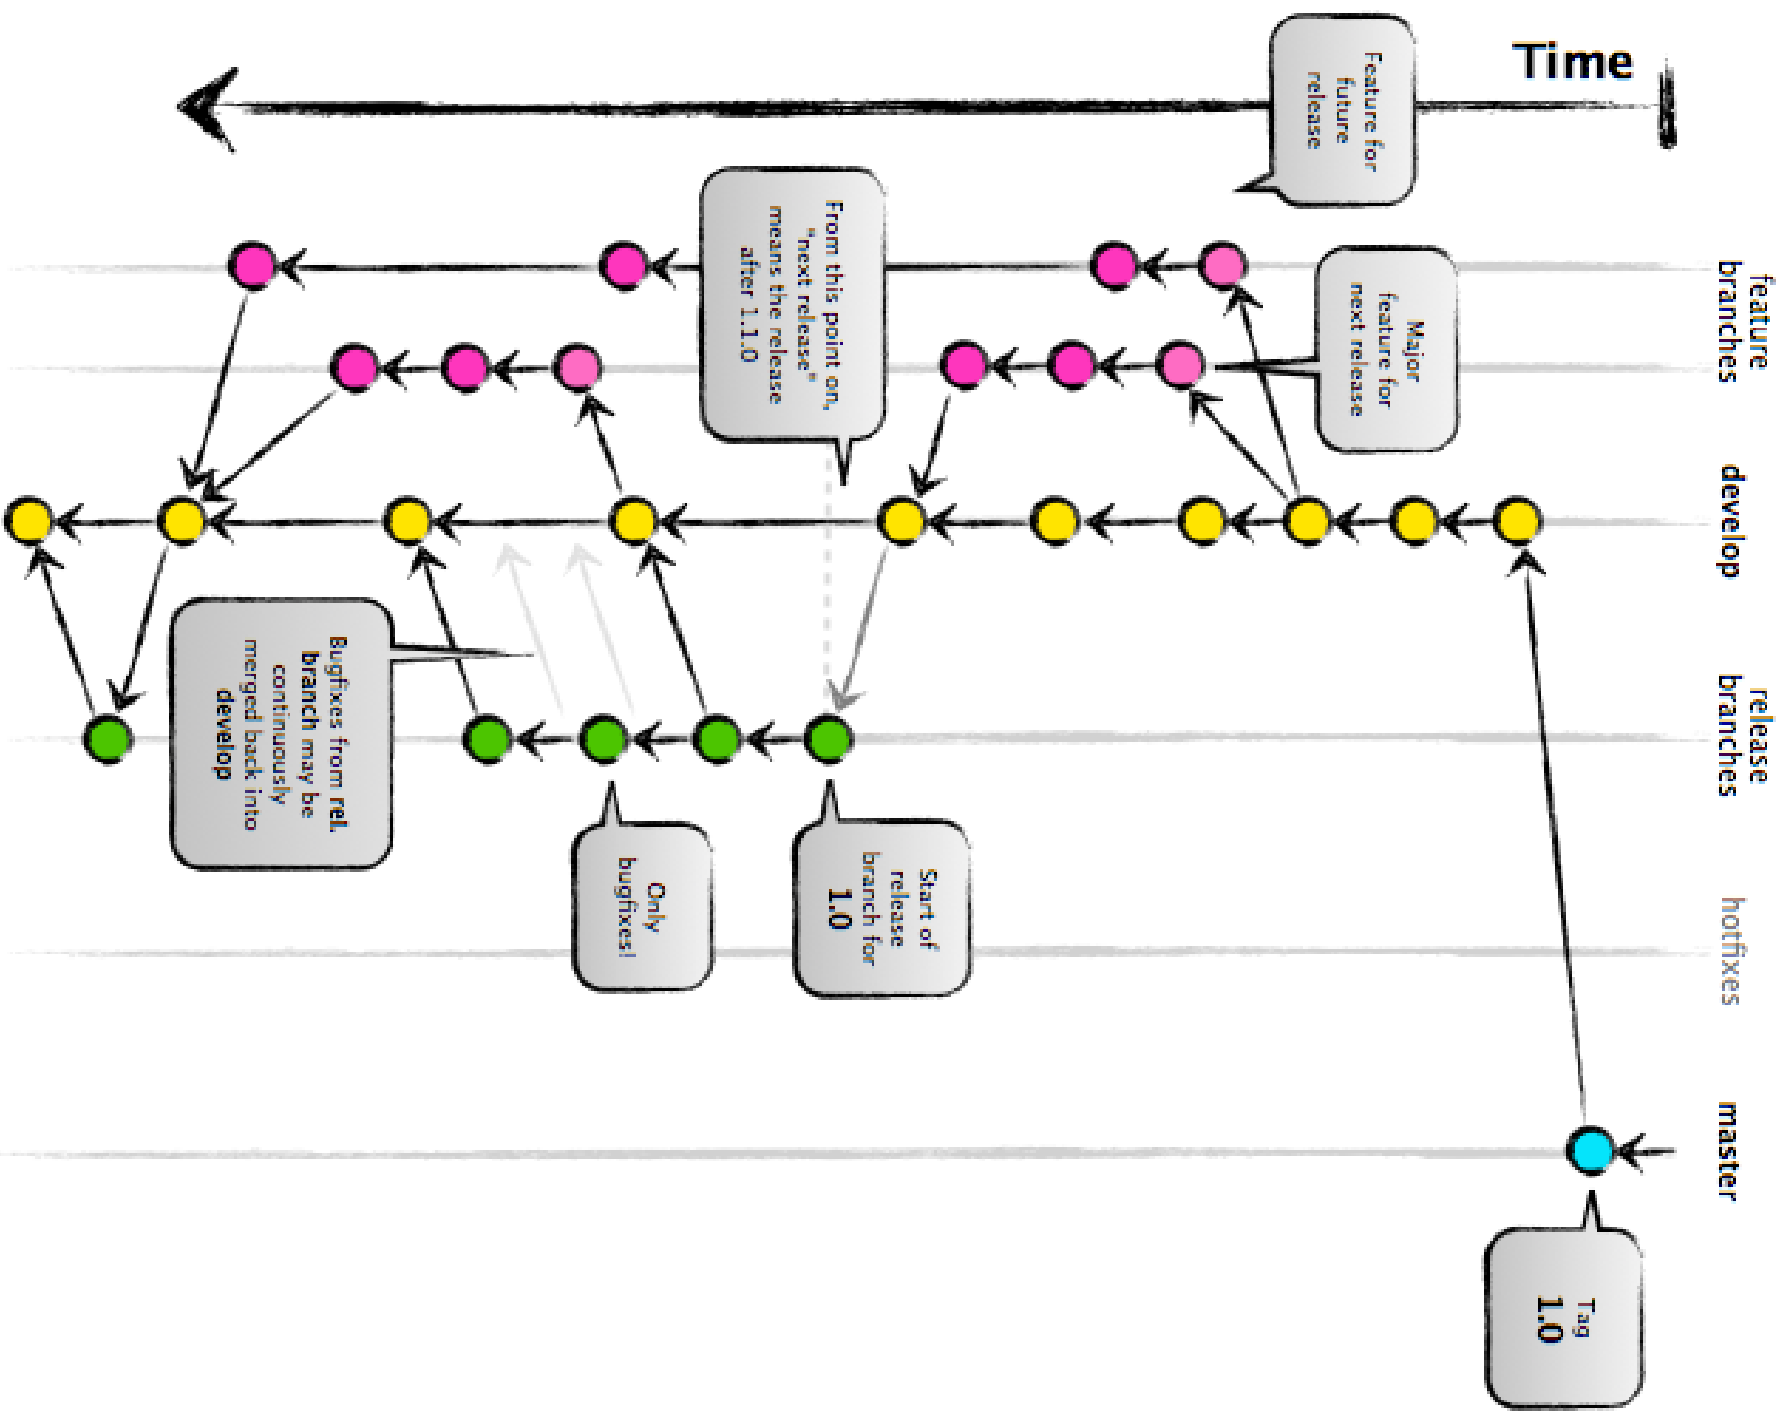 Time
feature
branches
develop
release
branches
hotfixes
master
Feature for
future
release
Major
feature for
next release
Tag
1.0
From this point on,
"next release"
means the release
after 1.1.0
Start of
release
branch for
1.0
Only
bugfixes!
Bugfixes from rel.
branch may be
continuously
merged back into
develop